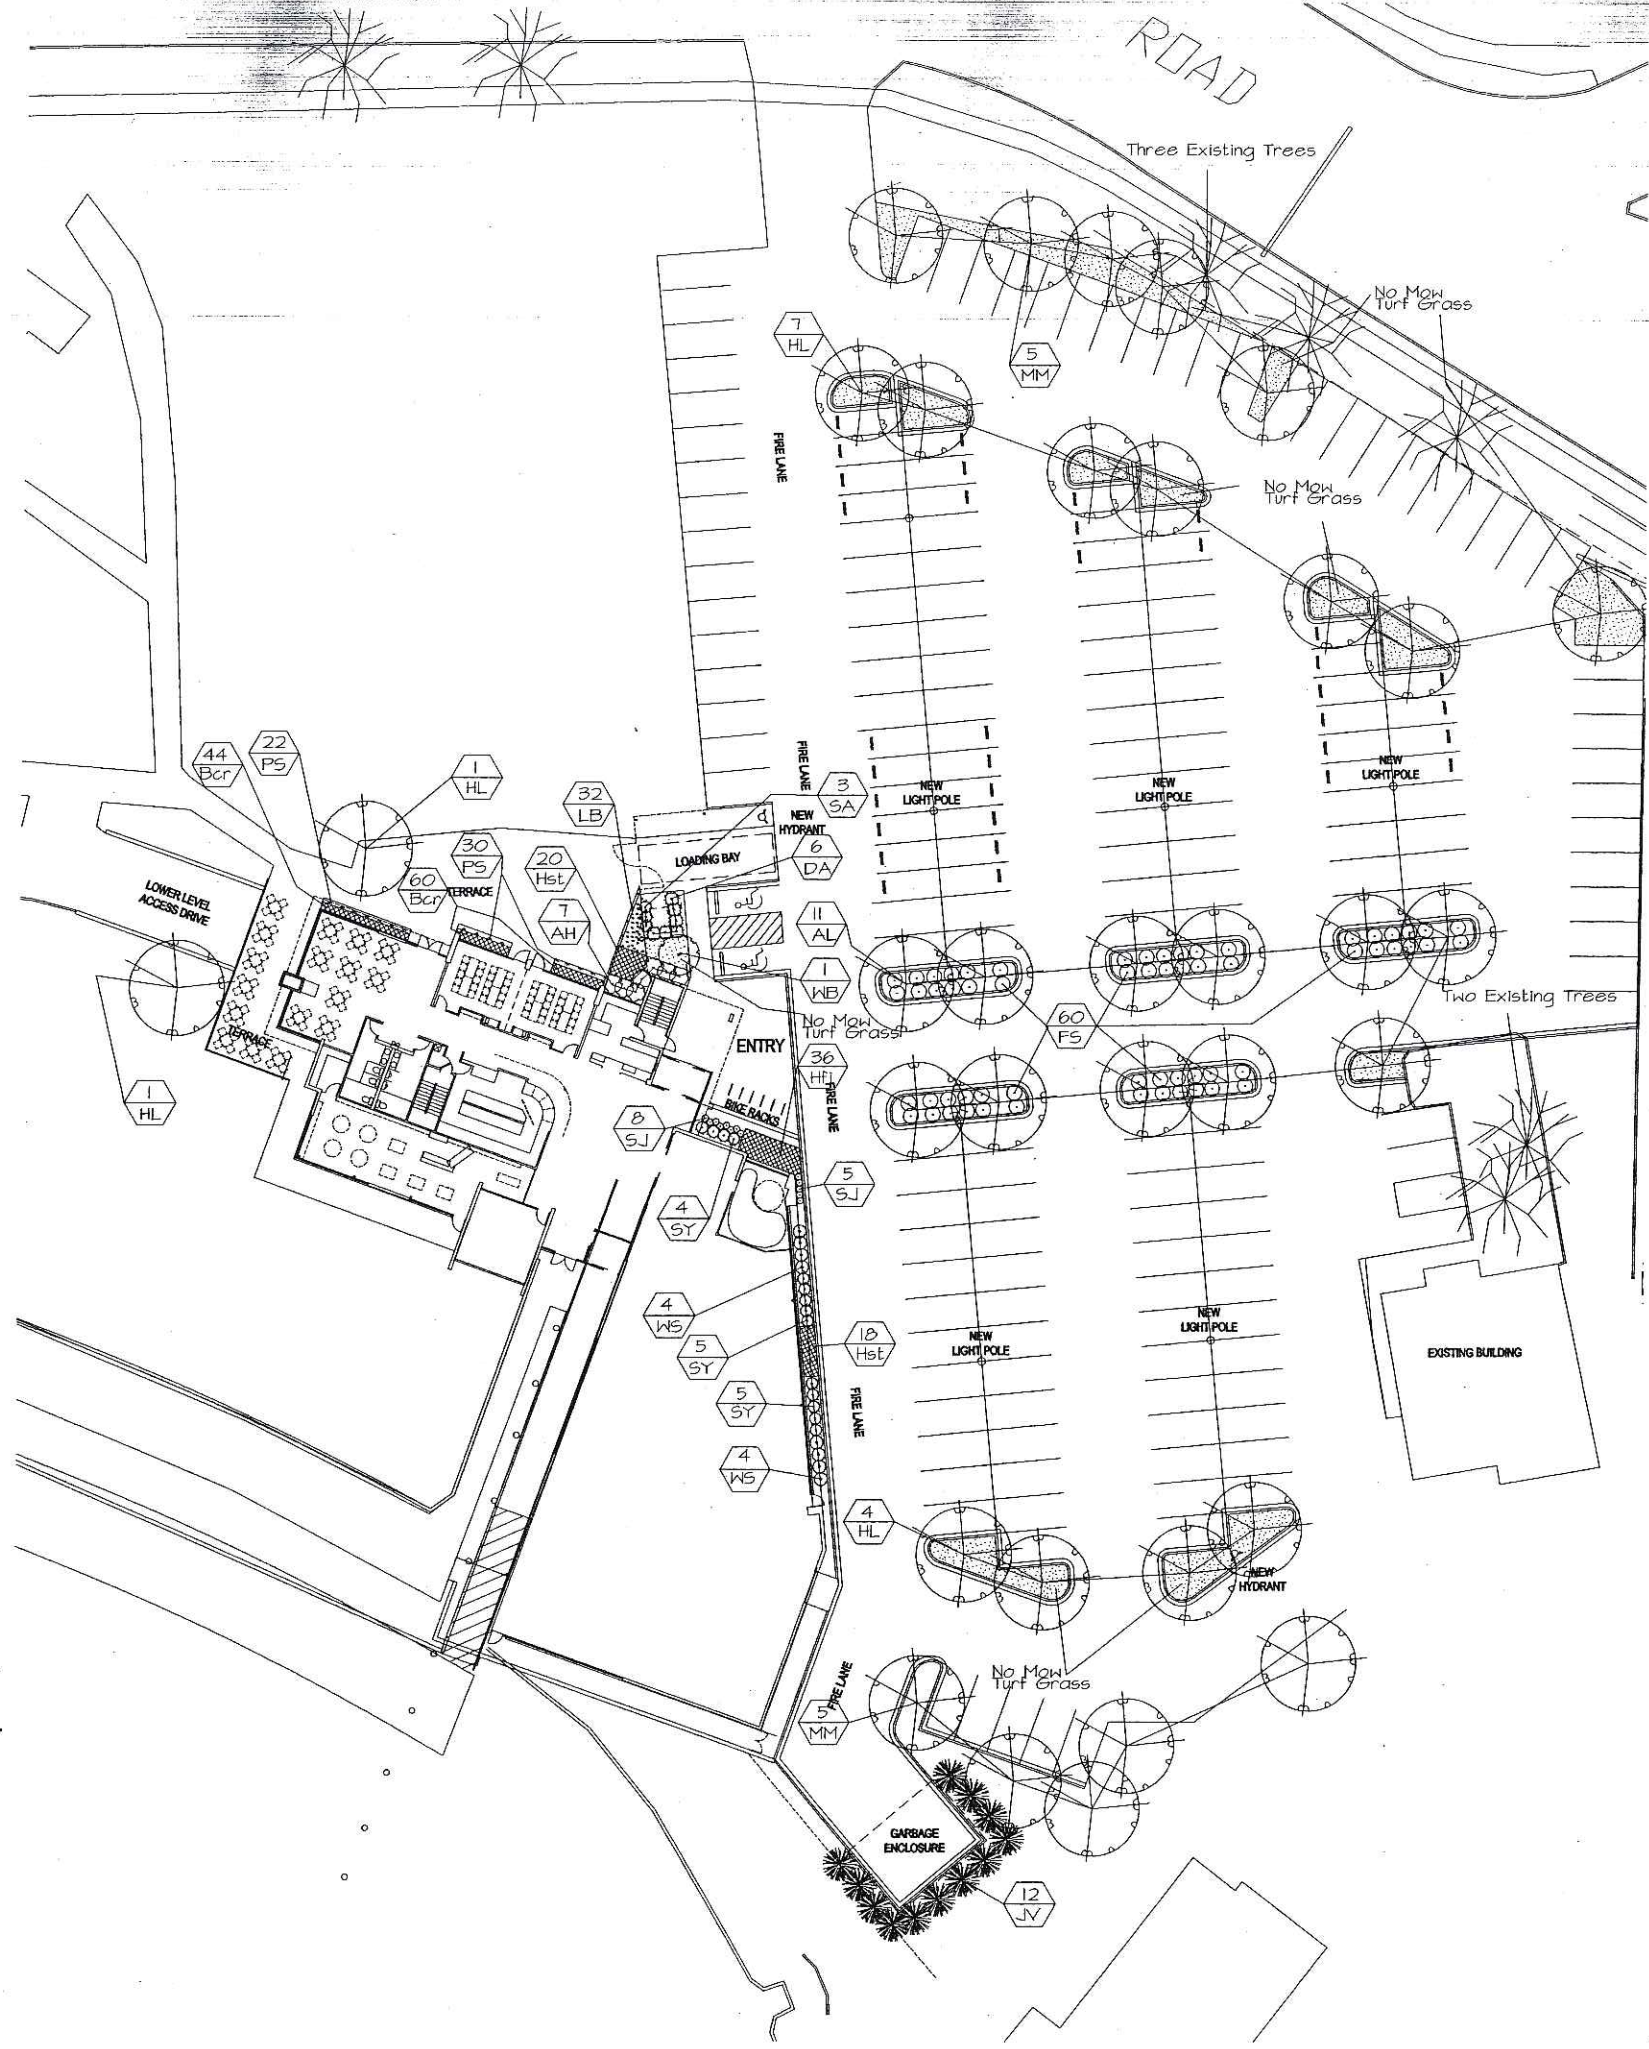 ROAD
Three Existing Trees
No Mow
Turf Grass
7
HL
5
MM
FIRE LANE
No Mow
Turf Grass
44
Bcr
22
PS
1
HL
32
LB
FIRE LANE
3
SA
NEW
HYDRANT
NEW
LIGHT POLE
NEW
LIGHT POLE
NEW
LIGHT POLE
30
PS
20
Hst
LOADING BAY
6
DA
60
Bcr
TERRACE
LOWER LEVEL
ACCESS DRIVE
7
AH
11
AL
1
WB
No Mow
Turf Grass
60
FS
Two Existing Trees
TERRACE
ENTRY
36
Hf
FIRE LANE
1
HL
BIKE RACKS
8
SJ
5
SJ
4
SY
4
WS
5
SY
18
Hst
NEW
LIGHT POLE
NEW
LIGHT POLE
EXISTING BUILDING
5
SY
FIRE LANE
4
WS
4
HL
NEW
HYDRANT
No Mow
Turf Grass
FIRE LANE
5
MM
GARBAGE
ENCLOSURE
12
JV